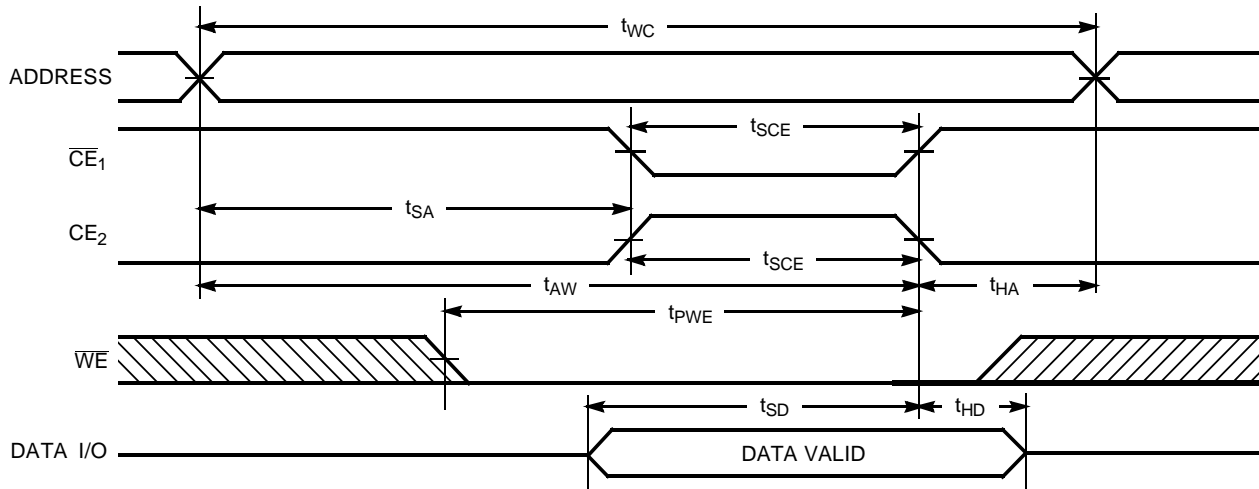 tWC
ADDRESS
tSCE
CE1
tSA
CE2
tSCE
tAW
tHA
tPWE
WE
tSD
tHD
DATA I/O
DATA VALID